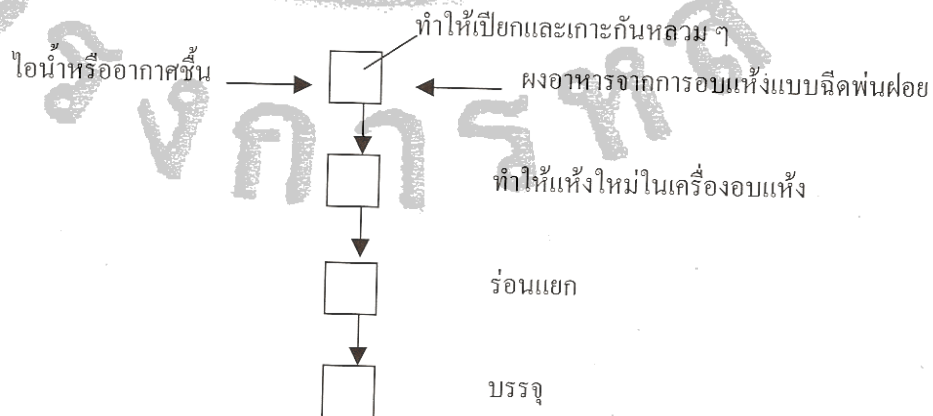 ทำให้เปียกและเกาะกันหลวม ๆ
ไอน้ำหรืออากาศชื้น
ผงอาหารจากการอบแห้งแบบฉีดพ่นฝอย
ทำให้แห้งใหม่ในเครื่องอบแห้ง
ร่อนแยก
บรรจุ